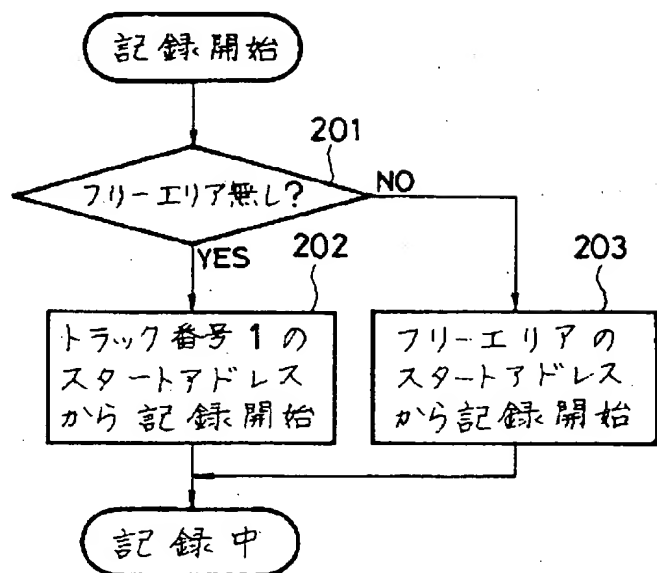 記録開始
201
フリーエリア無し?
NO
YES
202
203
トラック番号1の
スタートアドレス
から記録開始
フリーエリアの
スタートアドレス
から記録開始
記録中